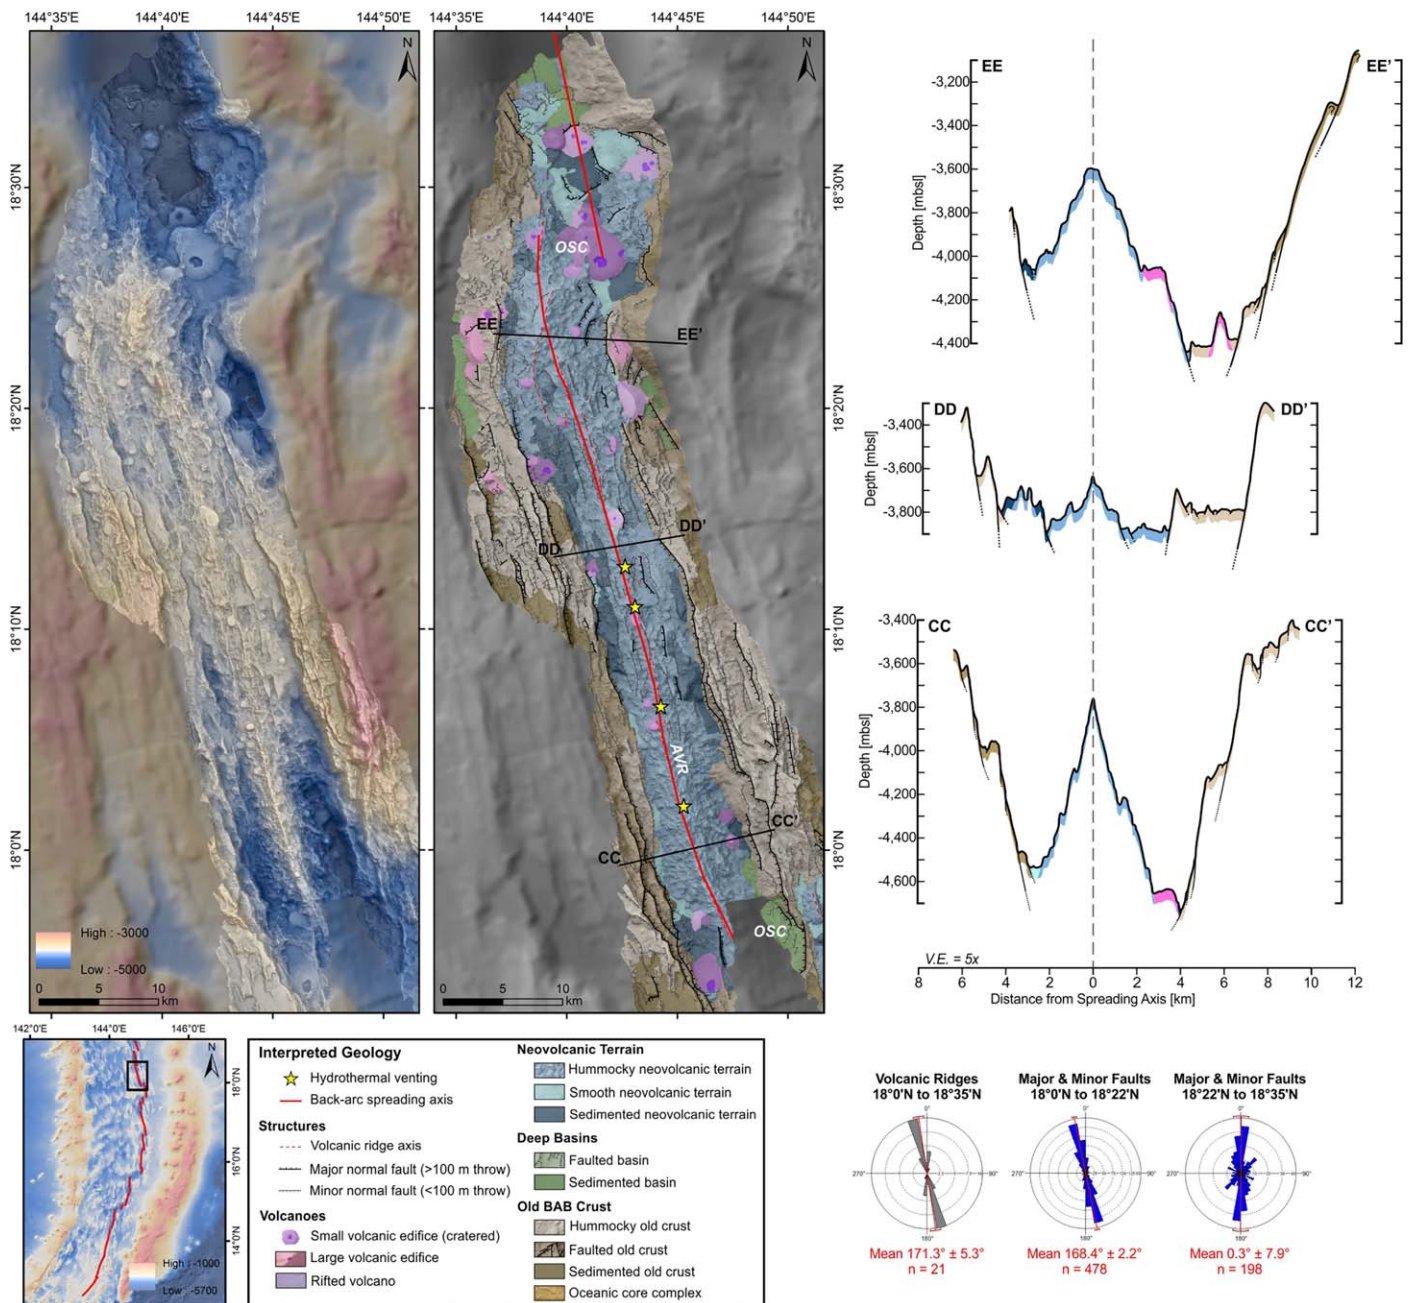 144°35'E 144°40'E 144°45'E 144°50'E
144°35'E 144°40'E 144°45'E 144°50'E
N
N
18°30'N
18°20'N
18°10'N
18°0'N
High : -3000
Low : -5000
0 5 10
km
18°30'N
18°20'N
18°10'N
18°0'N
OSC
EE
EE'
DD
DD'
AVR
CC
CC'
OSC
0 5 10
km
EE
EE'
Depth [mbsl]
-3,200
-3,400
-3,600
-3,800
-4,000
-4,200
-4,400
DD
DD'
Depth [mbsl]
-3,400
-3,600
-3,800
CC
CC'
Depth [mbsl]
-3,400
-3,600
-3,800
-4,000
-4,200
-4,400
-4,600
V.E. = 5x
8 6 4 2 0 2 4 6 8 10 12
Distance from Spreading Axis [km]
142°0'E 144°0'E 146°0'E
N
18°0'N
16°0'N
14°0'N
High : -1000
Low : -5700
Interpreted Geology
Hydrothermal venting
Back-arc spreading axis
Structures
Volcanic ridge axis
Major normal fault (>100 m throw)
Minor normal fault (<100 m throw)
Volcanoes
Small volcanic edifice (cratered)
Large volcanic edifice
Rifted volcano
Neovolcanic Terrain
Hummocky neovolcanic terrain
Smooth neovolcanic terrain
Sedimented neovolcanic terrain
Deep Basins
Faulted basin
Sedimented basin
Old BAB Crust
Hummocky old crust
Faulted old crust
Sedimented old crust
Oceanic core complex
Volcanic Ridges
18°0'N to 18°35'N
0°
270°
90°
180°
Mean 171.3° ± 5.3°
n = 21
Major & Minor Faults
18°0'N to 18°22'N
0°
270°
90°
180°
Mean 168.4° ± 2.2°
n = 478
Major & Minor Faults
18°22'N to 18°35'N
0°
270°
90°
180°
Mean 0.3° ± 7.9°
n = 198